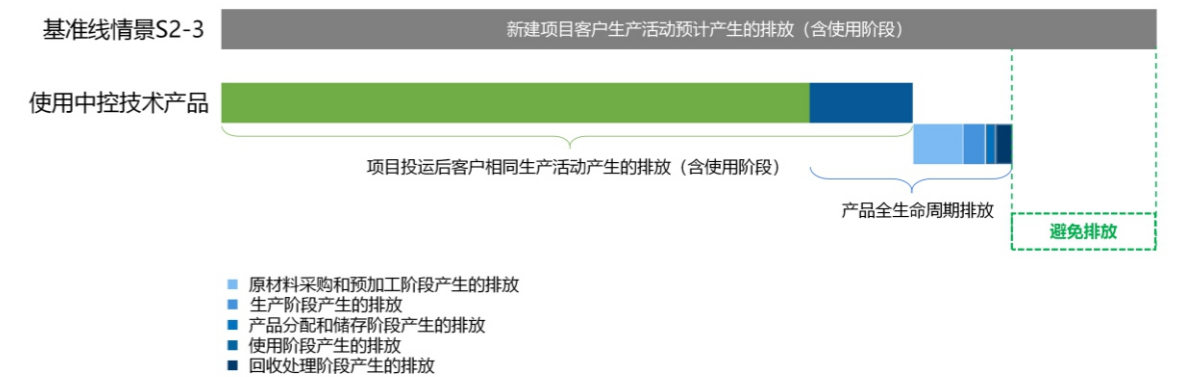 基准线情景S2-3
新建项目客户生产活动预计产生的排放（含使用阶段）
使用中控技术产品
项目投运后客户相同生产活动产生的排放（含使用阶段）
产品全生命周期排放
避免排放
原材料采购和预加工阶段产生的排放
生产阶段产生的排放
产品分配和储存阶段产生的排放
使用阶段产生的排放
回收处理阶段产生的排放